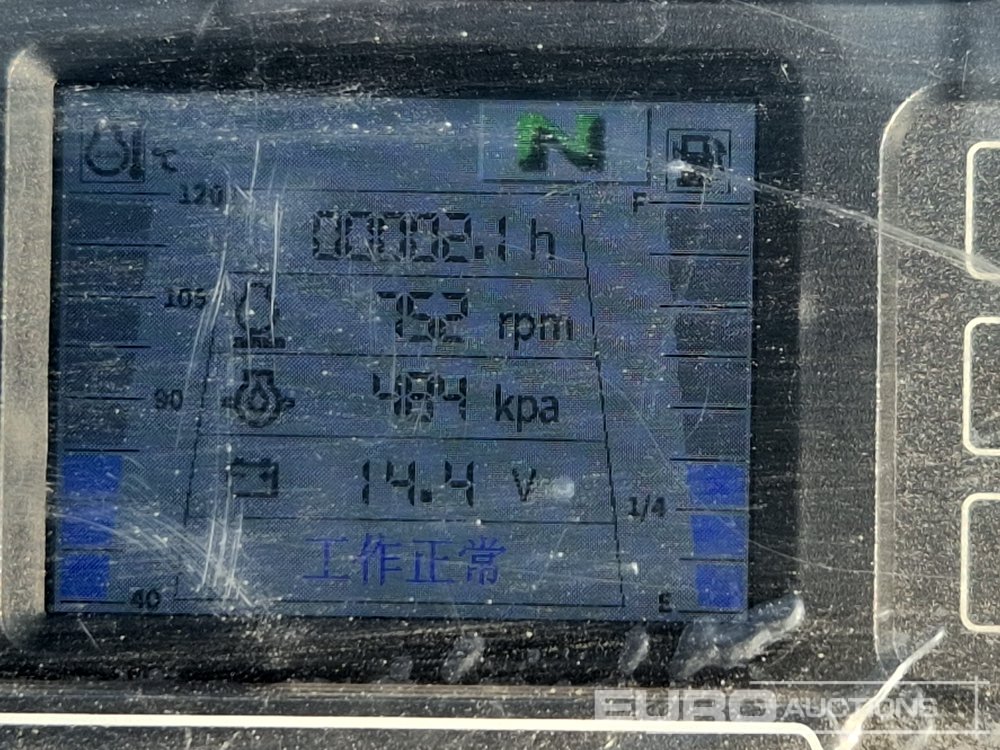 N
℃
120
F
00002.1 h
105
752 rpm
90
484 kpa
14.4 V
1/4
工作正常
40
E
EURO AUCTIONS